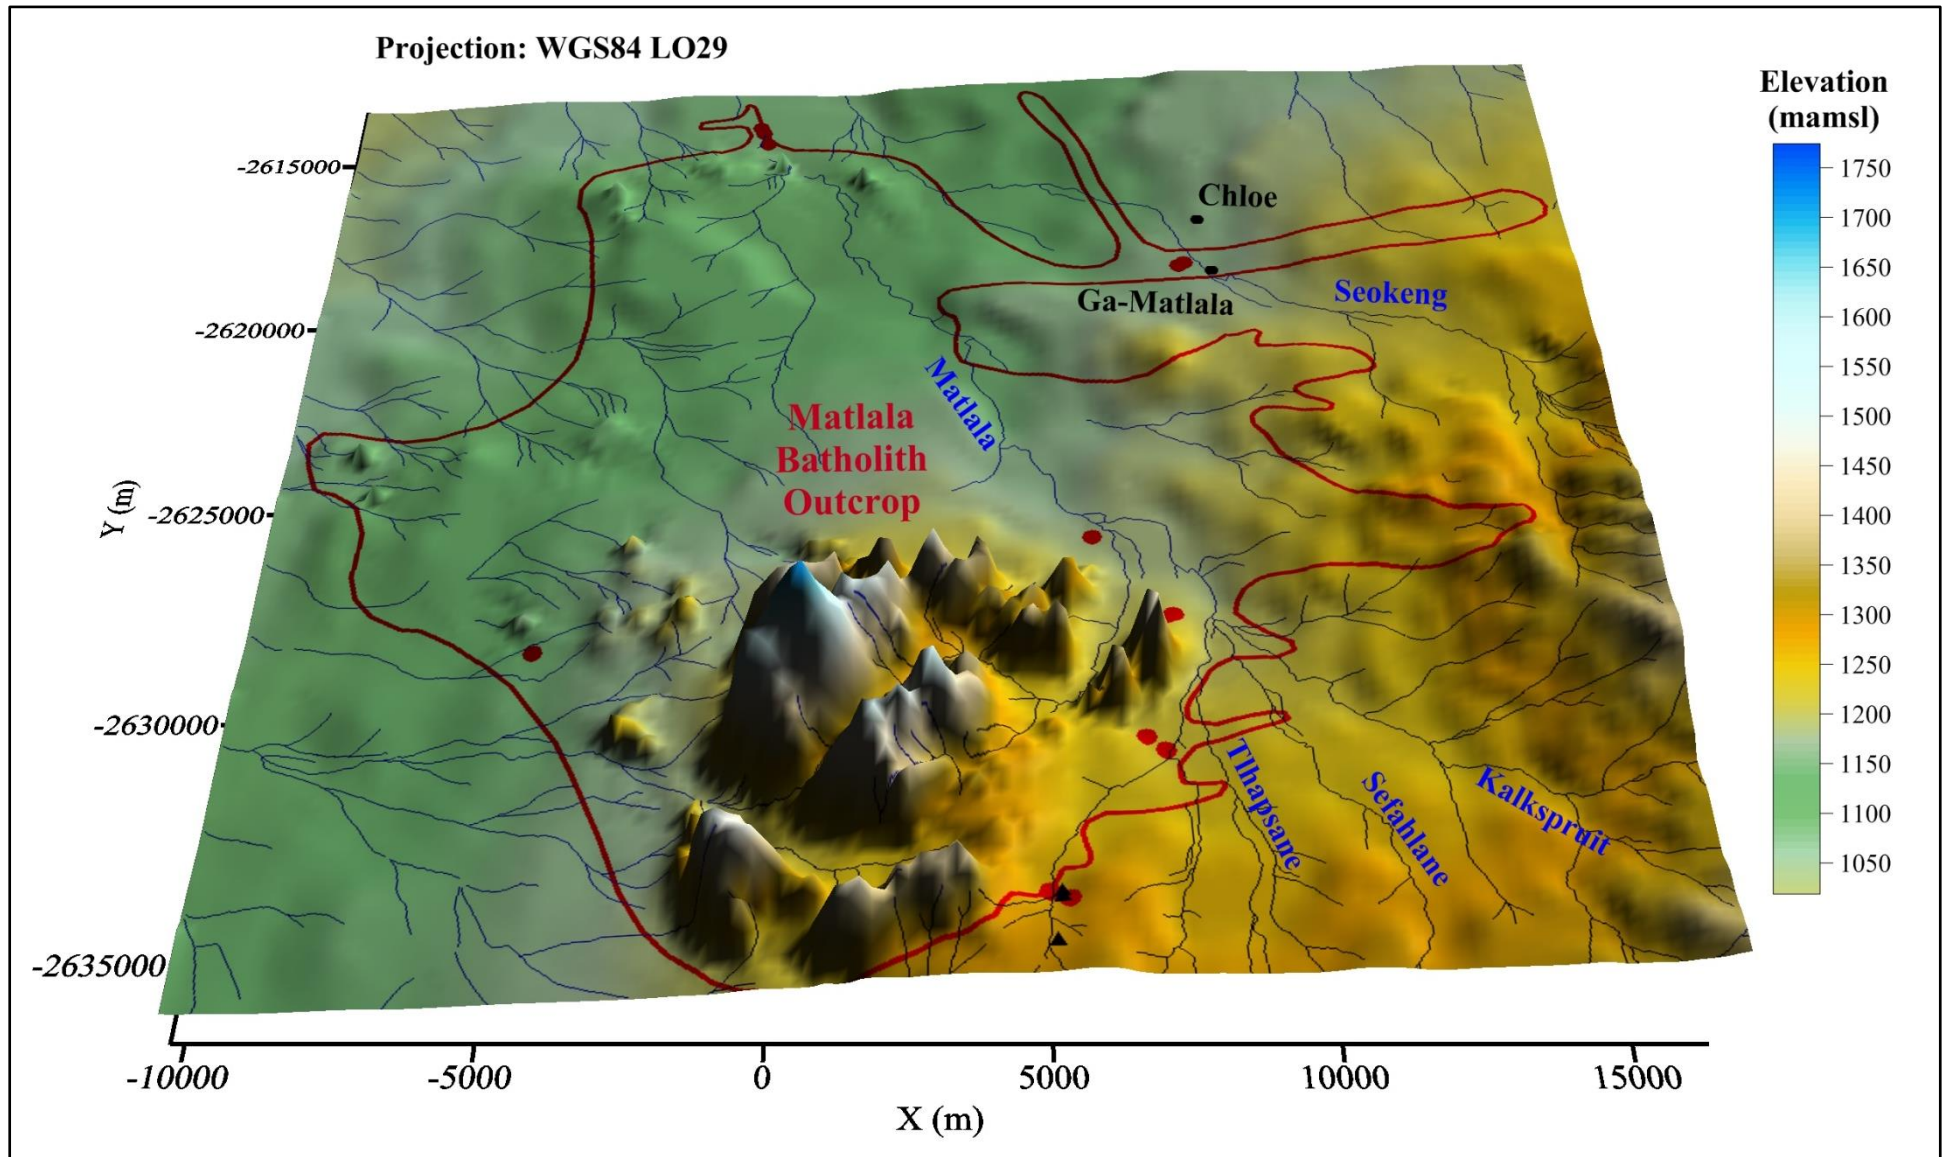 Projection: WGS84 LO29
Elevation
(mamsl)
1750
1700
1650
1600
1550
1500
1450
1400
1350
1300
1250
1200
1150
1100
1050
-2615000
-2620000
-2625000
-2630000
-2635000
Y (m)
Chloe
Ga-Matlala
Seokeng
Matlala
Matlala
Batholith
Outcrop
Tlhapsane
Sefahlane
Kalkspruit
-10000
-5000
0
5000
10000
15000
X (m)